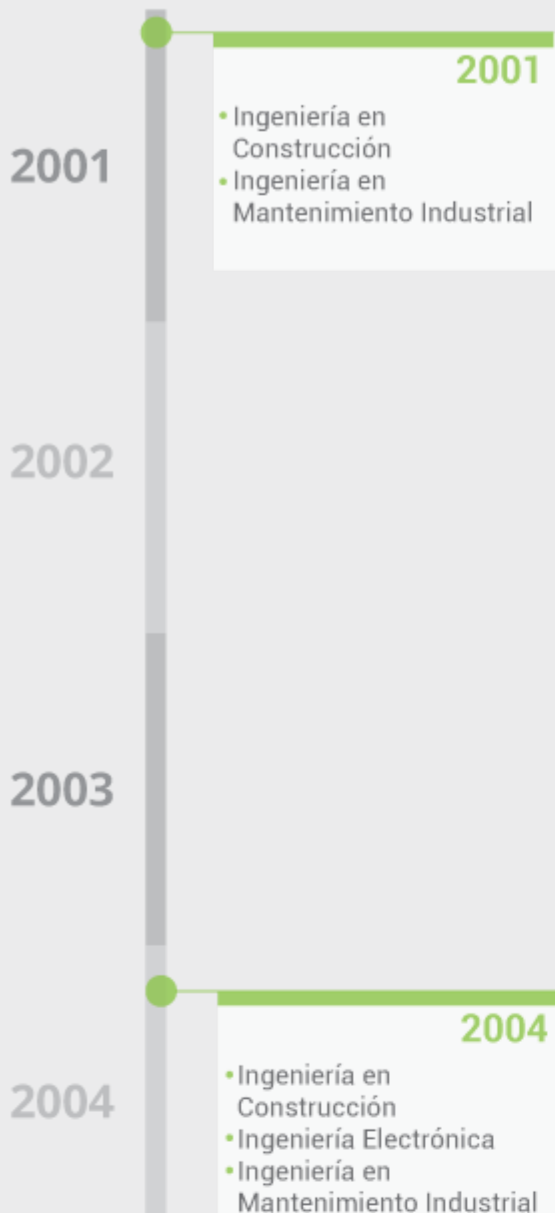 2001
2001
• Ingeniería en
Construcción
• Ingeniería en
Mantenimiento Industrial
2002
2003
2004
2004
• Ingeniería en
Construcción
• Ingeniería Electrónica
• Ingeniería en
Mantenimiento Industrial